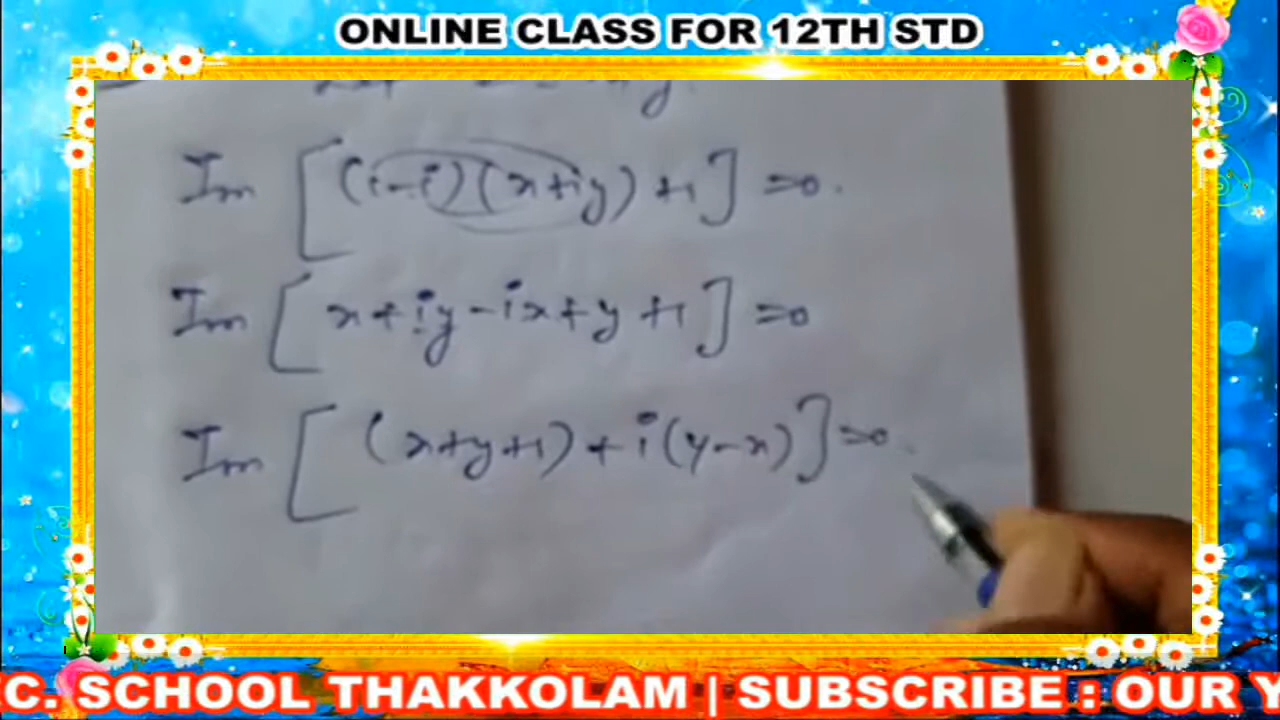 ONLINE CLASS FOR 12TH STD
Im [(1-i)(x+iy)+1] =0.
Im [x+iy-ix+y+1] =0
Im [(x+y+1)+i(y-x)] =0.
C. SCHOOL THAKKOLAM | SUBSCRIBE : OUR Y